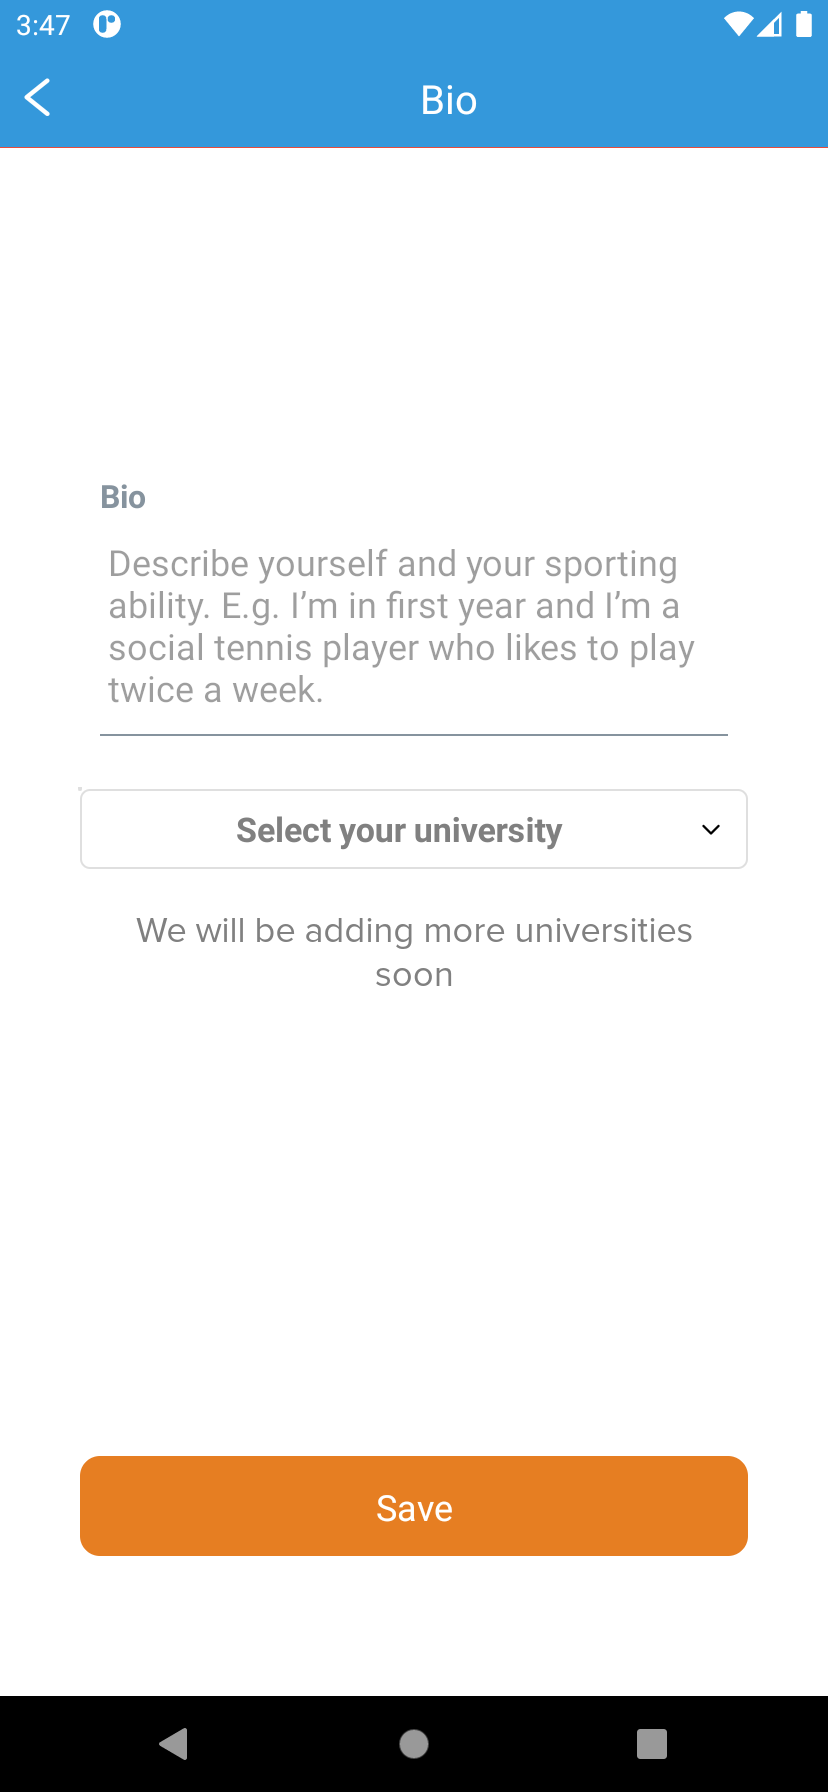 3:47
Bio
Bio
Describe yourself and your sporting
ability. E.g. I’m in first year and I’m a
social tennis player who likes to play
twice a week.
Select your university
We will be adding more universities
soon
Save